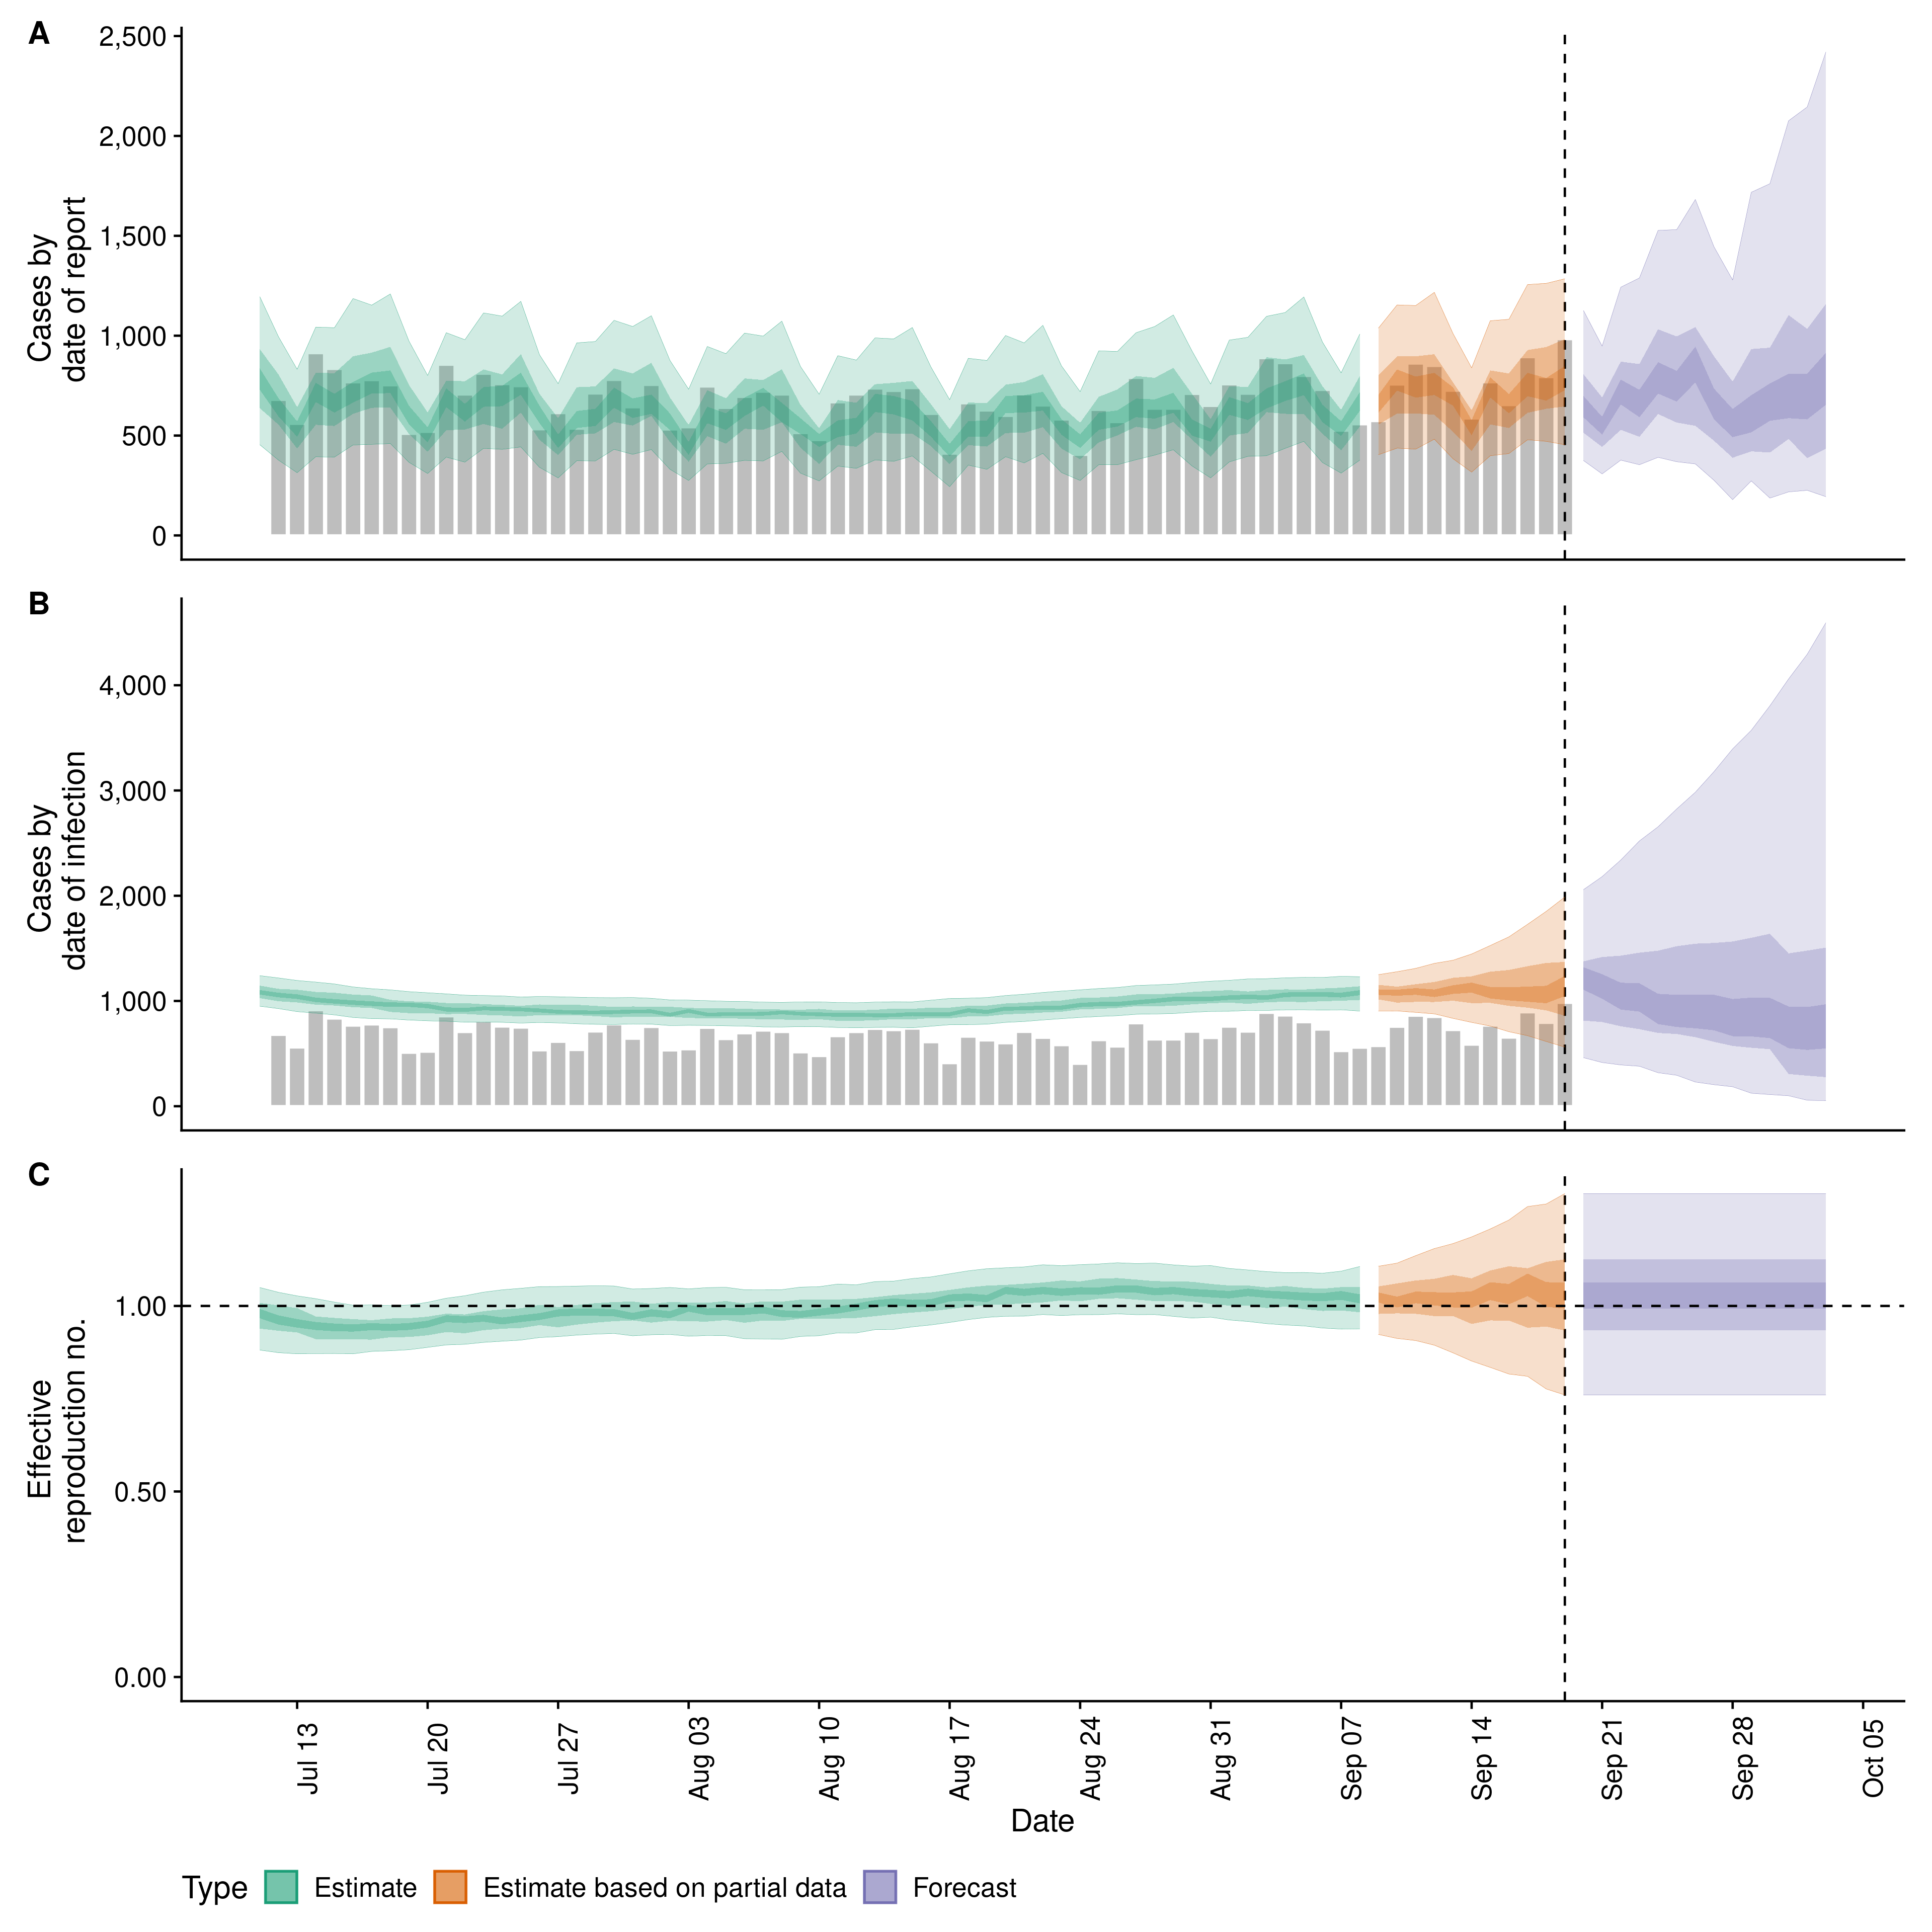 A
Cases by
date of report
2,500
2,000
1,500
1,000
500
0
B
Cases by
date of infection
4,000
3,000
2,000
1,000
0
C
Effective
reproduction no.
1.00
0.50
0.00
Jul 13
Jul 20
Jul 27
Aug 03
Aug 10
Aug 17
Aug 24
Aug 31
Sep 07
Sep 14
Sep 21
Sep 28
Oct 05
Date
Type Estimate Estimate based on partial data Forecast